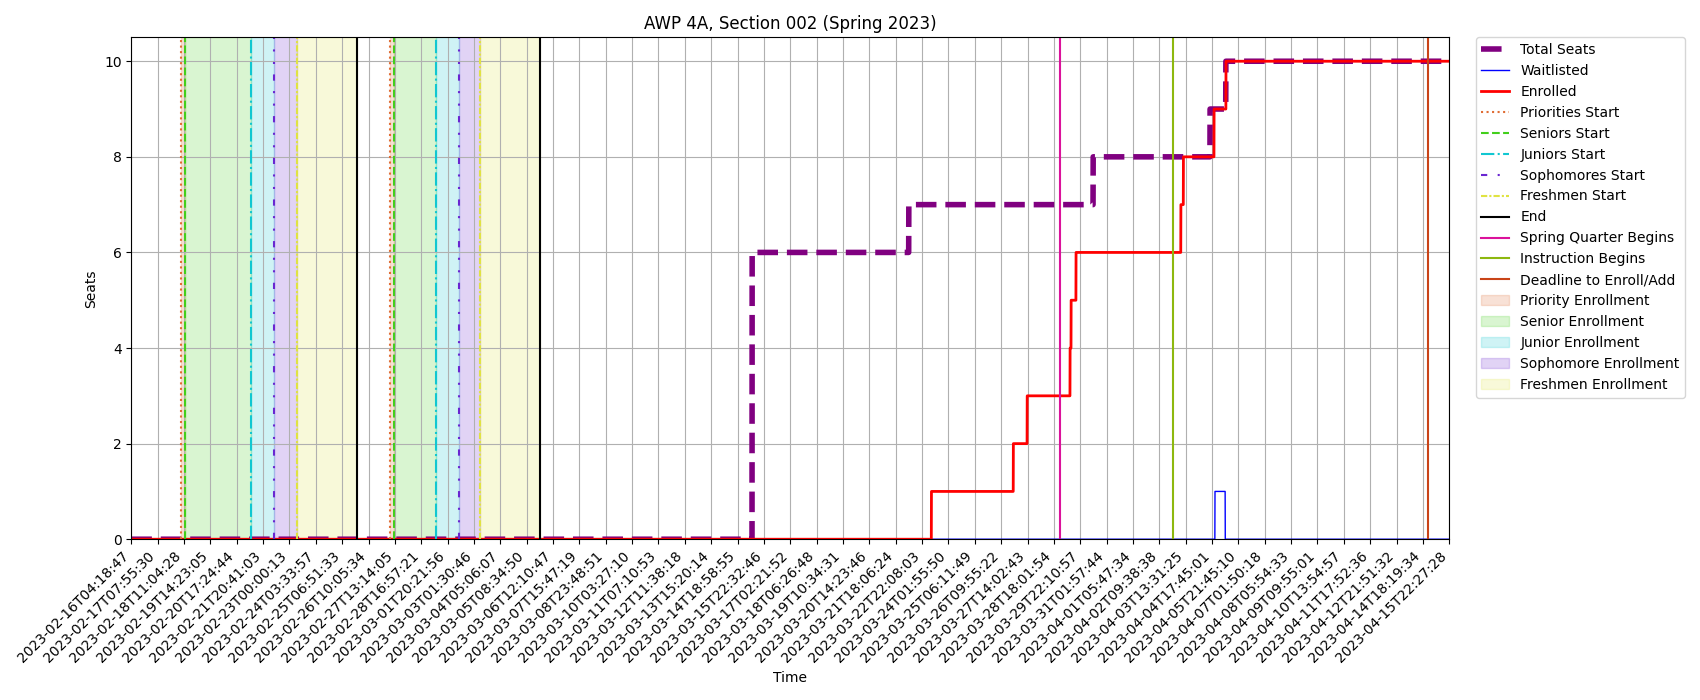 AWP 4A, Section 002 (Spring 2023)
10
8
6
4
2
0
Seats
2023-02-16T04:18:47
2023-02-17T07:55:30
2023-02-18T11:04:28
2023-02-19T14:23:05
2023-02-20T17:24:44
2023-02-21T20:41:03
2023-02-23T00:00:13
2023-02-24T03:33:57
2023-02-25T06:51:33
2023-02-26T10:05:34
2023-02-27T13:14:05
2023-02-28T16:57:21
2023-03-01T20:21:56
2023-03-03T01:30:46
2023-03-04T05:06:07
2023-03-05T08:34:50
2023-03-06T12:10:47
2023-03-07T15:47:19
2023-03-08T23:48:51
2023-03-10T03:27:10
2023-03-11T07:10:53
2023-03-12T11:38:18
2023-03-13T15:20:14
2023-03-14T18:58:55
2023-03-15T22:32:46
2023-03-17T02:21:52
2023-03-18T06:26:48
2023-03-19T10:34:31
2023-03-20T14:23:46
2023-03-21T18:06:24
2023-03-22T22:08:03
2023-03-24T01:55:50
2023-03-25T06:11:49
2023-03-26T09:55:22
2023-03-27T14:02:43
2023-03-28T18:01:54
2023-03-29T22:10:57
2023-03-31T01:57:44
2023-04-01T05:47:34
2023-04-02T09:38:38
2023-04-03T13:31:25
2023-04-04T17:45:01
2023-04-05T21:45:10
2023-04-07T01:50:18
2023-04-08T05:54:33
2023-04-09T09:55:01
2023-04-10T13:54:57
2023-04-11T17:52:36
2023-04-12T21:51:32
2023-04-14T18:19:34
2023-04-15T22:27:28
Time
Total Seats
Waitlisted
Enrolled
Priorities Start
Seniors Start
Juniors Start
Sophomores Start
Freshmen Start
End
Spring Quarter Begins
Instruction Begins
Deadline to Enroll/Add
Priority Enrollment
Senior Enrollment
Junior Enrollment
Sophomore Enrollment
Freshmen Enrollment